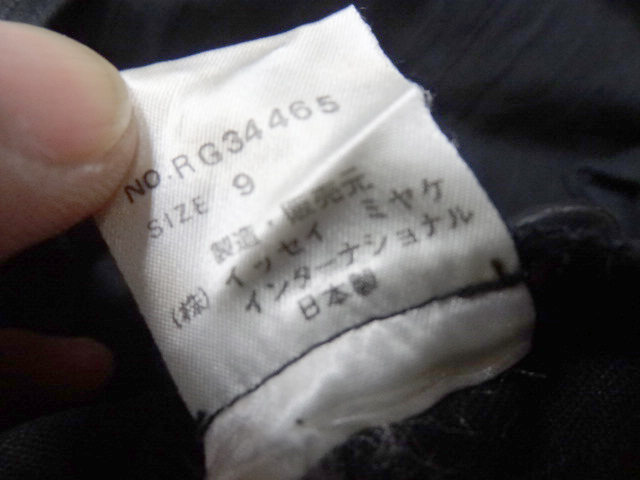 NO.RG34465
SIZE 9
製造・販売元
(株) イッセイ ミヤケ
インターナショナル
日本製